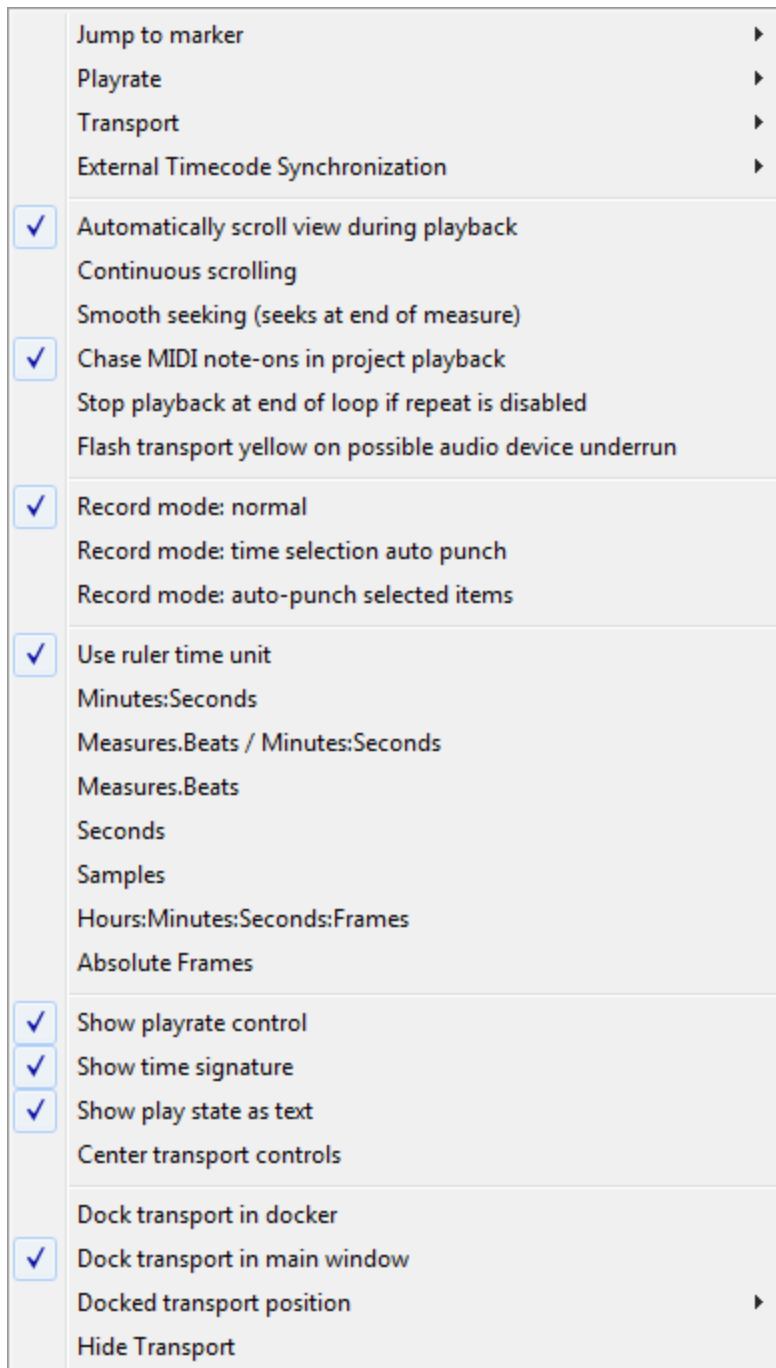 Jump to marker
Playrate
Transport
External Timecode Synchronization
Automatically scroll view during playback
Continuous scrolling
Smooth seeking (seeks at end of measure)
Chase MIDI note-ons in project playback
Stop playback at end of loop if repeat is disabled
Flash transport yellow on possible audio device underrun
Record mode: normal
Record mode: time selection auto punch
Record mode: auto-punch selected items
Use ruler time unit
Minutes:Seconds
Measures.Beats / Minutes:Seconds
Measures.Beats
Seconds
Samples
Hours:Minutes:Seconds:Frames
Absolute Frames
Show playrate control
Show time signature
Show play state as text
Center transport controls
Dock transport in docker
Dock transport in main window
Docked transport position
Hide Transport